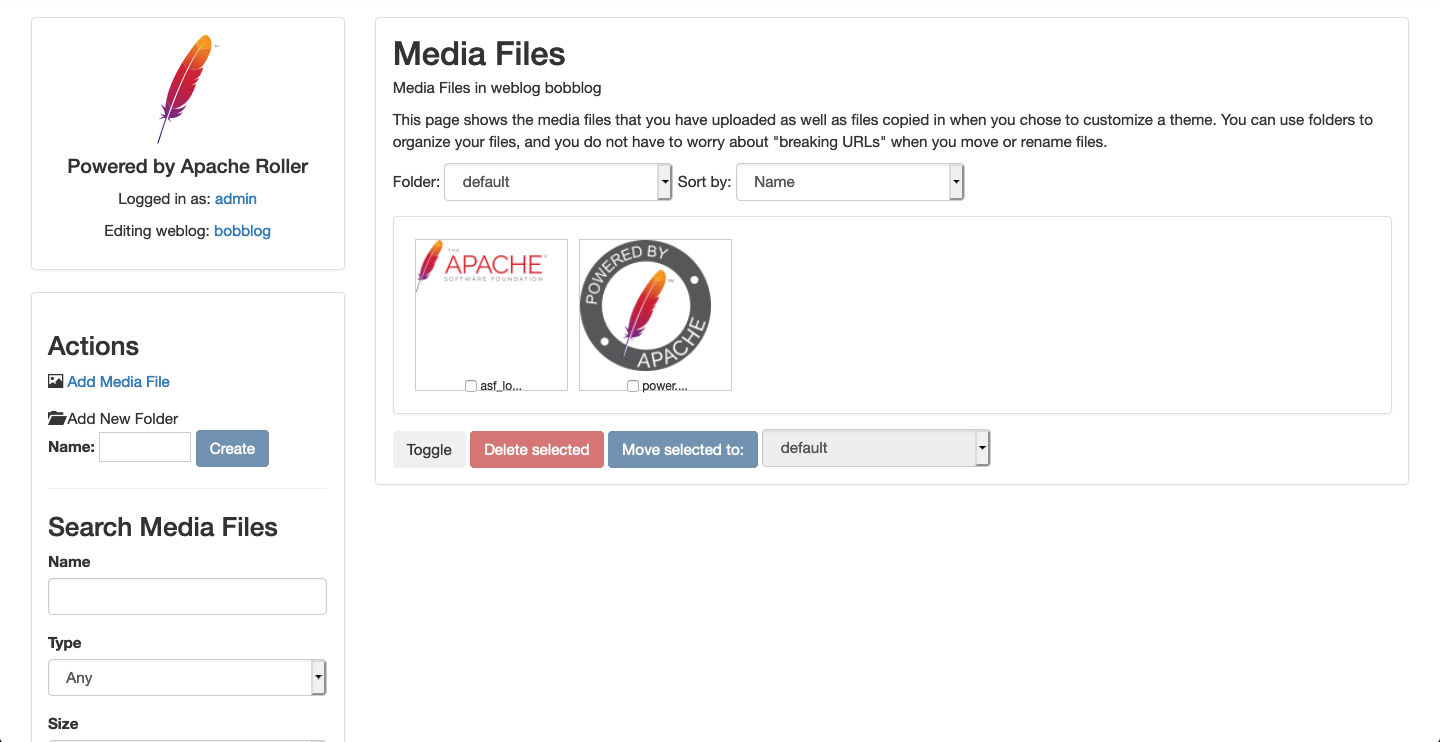 Powered by Apache Roller
Logged in as: admin
Editing weblog: bobblog
Actions
Add Media File
Add New Folder
Name: Create
Search Media Files
Name
Type
Any
Size
Media Files
Media Files in weblog bobblog
This page shows the media files that you have uploaded as well as files copied in when you chose to customize a theme. You can use folders to
organize your files, and you do not have to worry about "breaking URLs" when you move or rename files.
Folder: default Sort by: Name
THE
APACHE
SOFTWARE FOUNDATION
asf_lo...
POWERED BY
APACHE
power....
Toggle Delete selected Move selected to: default